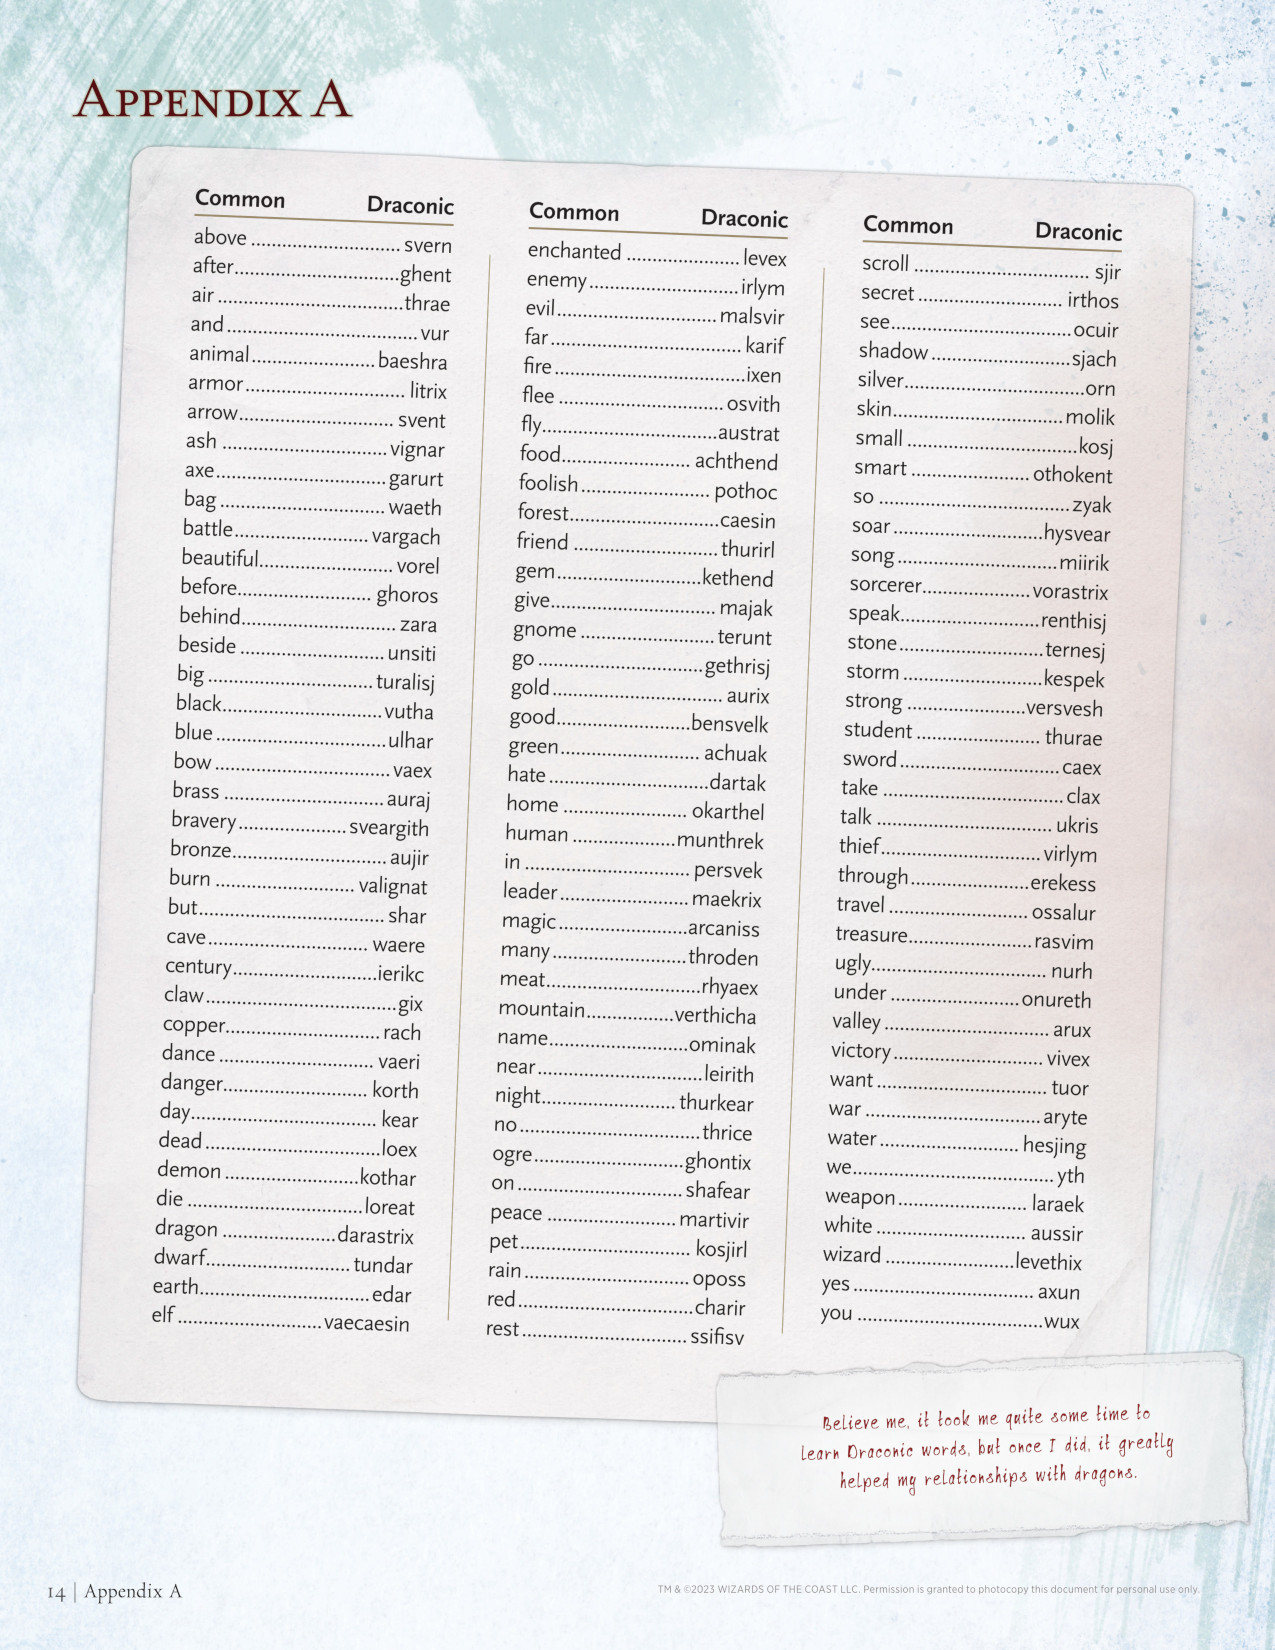 Appendix A
Common Draconic
above ............................. svern
after................................ghent
air ....................................thrae
and ..................................... vur
animal ........................ baeshra
armor ............................... litrix
arrow.............................. svent
ash ................................ vignar
axe................................. garurt
bag ................................ waeth
battle.......................... vargach
beautiful.......................... vorel
before.......................... ghoros
behind.............................. zara
beside ............................ unsiti
big ................................ turalisj
black............................... vutha
blue ................................. ulhar
bow .................................. vaex
brass ............................... auraj
bravery..................... sveargith
bronze.............................. aujir
burn ........................... valignat
but.................................... shar
cave ............................... waere
century............................ierikc
claw ..................................... gix
copper.............................. rach
dance .............................. vaeri
danger............................ korth
day.................................... kear
dead ..................................loex
demon ..........................kothar
die ..................................loreat
dragon ......................darastrix
dwarf............................ tundar
earth................................. edar
elf ............................vaecaesin
Common Draconic
enchanted ...................... levex
enemy ............................. irlym
evil............................... malsvir
far ..................................... karif
fire .....................................ixen
flee ................................ osvith
fly..................................austrat
food......................... achthend
foolish ......................... pothoc
forest.............................caesin
friend ............................ thurirl
gem............................kethend
give................................ majak
gnome .......................... terunt
go ................................gethrisj
gold ................................. aurix
good..........................bensvelk
green........................... achuak
hate ...............................dartak
home ........................ okarthel
human ....................munthrek
in ................................ persvek
leader ......................... maekrix
magic .........................arcaniss
many .......................... throden
meat..............................rhyaex
mountain.................verthicha
name...........................ominak
near ................................leirith
night.......................... thurkear
no ...................................thrice
ogre.............................ghontix
on ................................ shafear
peace ......................... martivir
pet................................. kosjirl
rain ................................ oposs
red ..................................charir
rest ................................ ssifisv
Common Draconic
scroll .................................. sjir
secret ............................ irthos
see...................................ocuir
shadow ...........................sjach
silver...................................orn
skin................................. molik
small .................................kosj
smart ....................... othokent
so ..................................... zyak
soar .............................hysvear
song ............................... miirik
sorcerer..................... vorastrix
speak...........................renthisj
stone............................ternesj
storm ...........................kespek
strong .......................versvesh
student ........................ thurae
sword ............................... caex
take ................................... clax
talk .................................. ukris
thief............................... virlym
through.......................erekess
travel ........................... ossalur
treasure........................rasvim
ugly.................................. nurh
under .........................onureth
valley ................................ arux
victory ............................. vivex
want ................................. tuor
war .................................. aryte
water ........................... hesjing
we....................................... yth
weapon......................... laraek
white ............................. aussir
wizard .........................levethix
yes ................................... axun
you ....................................wux
Believe me, it took me quite some time to
learn Draconic words, but once I did, it greatly
helped my relationships with dragons.
14 | Appendix A
TM & ©2023 WIZARDS OF THE COAST LLC. Permission is granted to photocopy this document for personal use only.